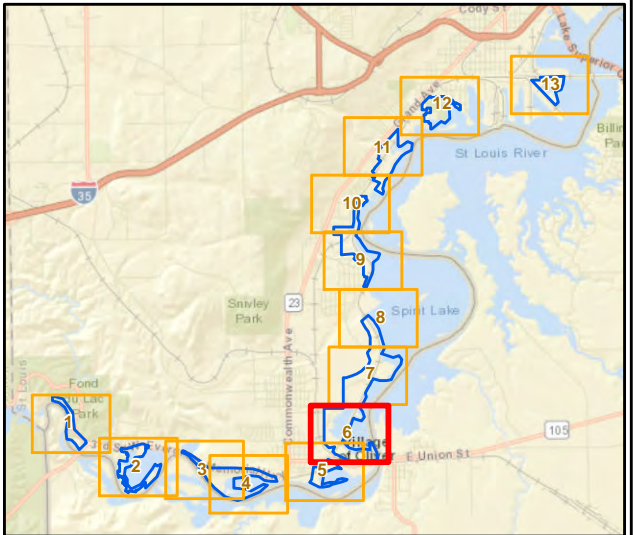 Cody St
Lake Superior
Grand Ave
13
12
11
St Louis River
35
10
9
Snivley
Park
23
Spirit Lake
8
Commonwealth Ave
7
St Louis
Fond
du Lac
Park
1
6
Village
of Oliver
105
E Union St
2
3
4
5